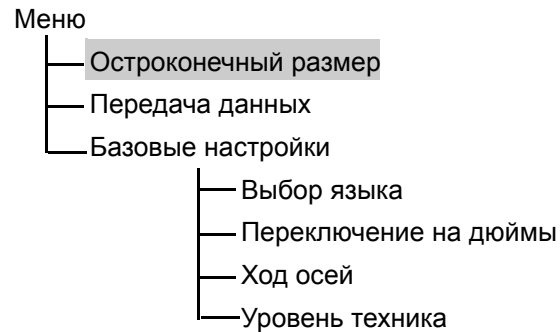 Меню
Остроконечный размер
Передача данных
Базовые настройки
Выбор языка
Переключение на дюймы
Ход осей
Уровень техника